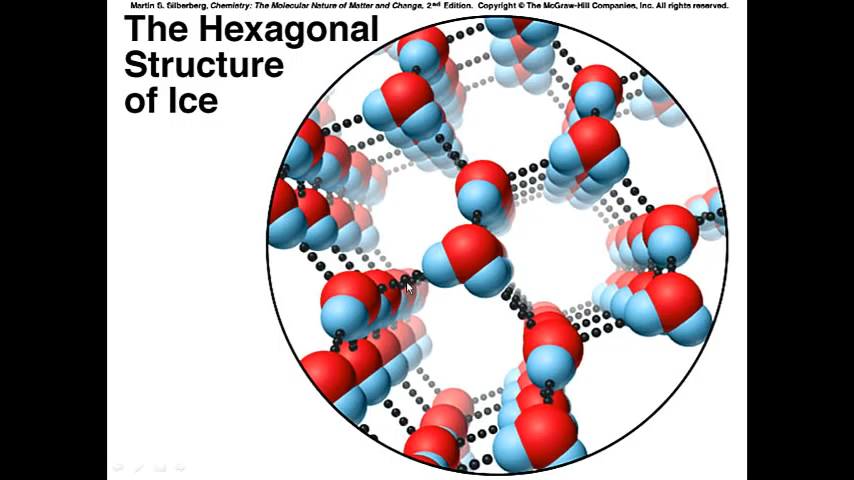 Martin S. Silberberg, Chemistry: The Molecular Nature of Matter and Change, 2nd Edition. Copyright © The McGraw-Hill Companies, Inc. All rights reserved.
The Hexagonal
Structure
of Ice